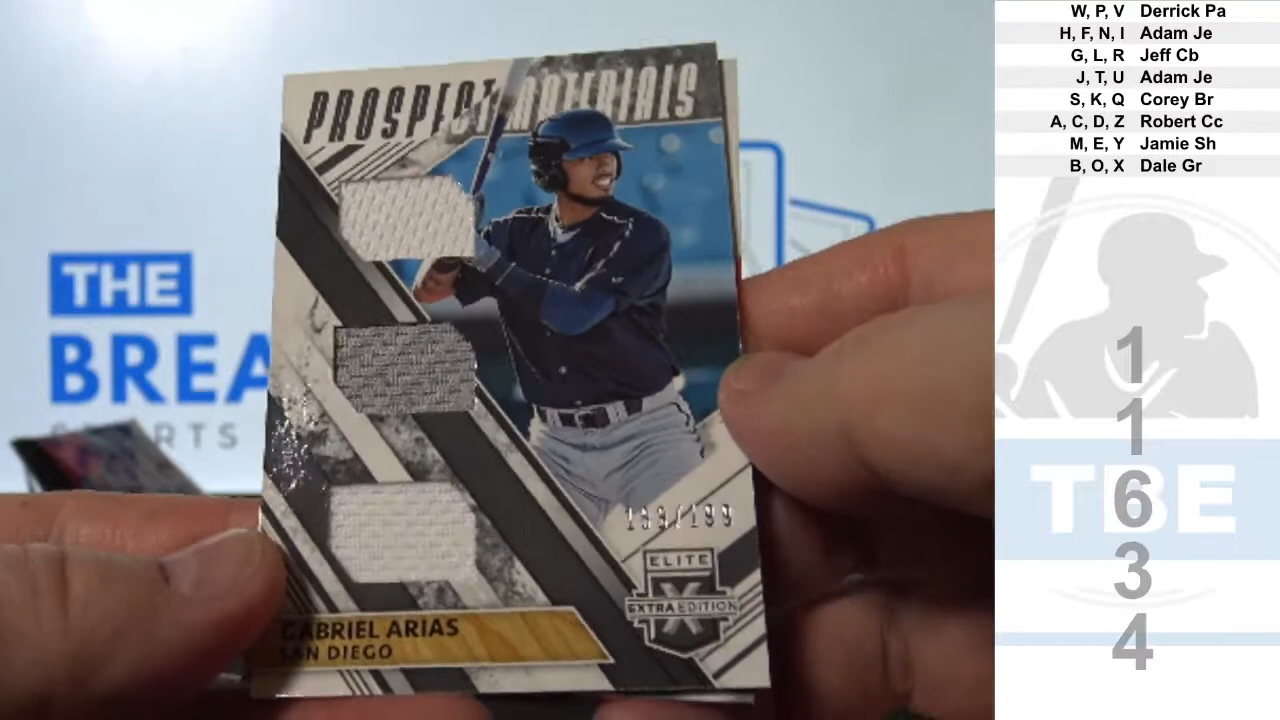 PROSPECT MATERIALS
THE
BREA
SPORTS
ELITE
X
EXTRA EDITION
GABRIEL ARIAS
SAN DIEGO
W, P, V Derrick Pa
H, F, N, I Adam Je
G, L, R Jeff Cb
J, T, U Adam Je
S, K, Q Corey Br
A, C, D, Z Robert Cc
M, E, Y Jamie Sh
B, O, X Dale Gr
TBE
1
1
6
3
4